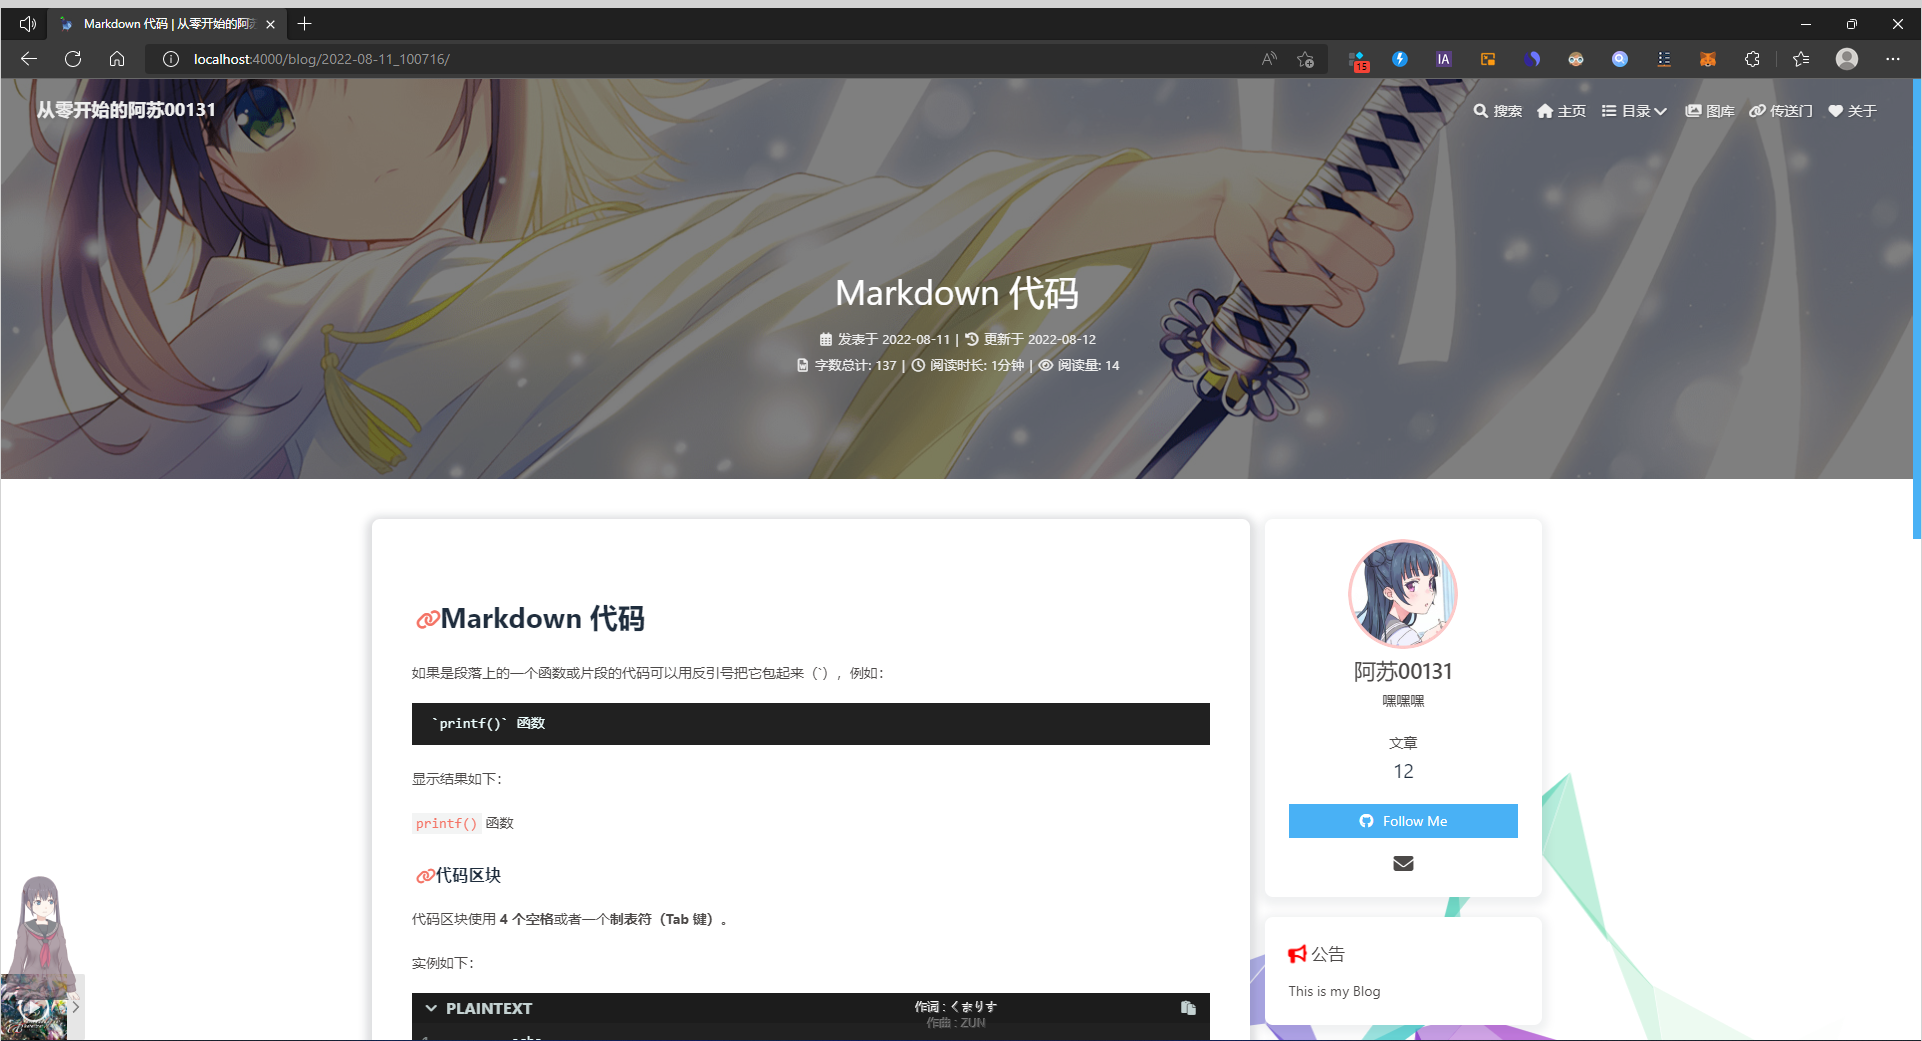 Markdown 代码 | 从零开始的阿苏
localhost:4000/blog/2022-08-11_100716/
15
IA
从零开始的阿苏00131
搜索 主页 目录 图库 传送门 关于
Markdown 代码
发表于 2022-08-11 | 更新于 2022-08-12
字数总计: 137 | 阅读时长: 1分钟 | 阅读量: 14
Markdown 代码
如果是段落上的一个函数或片段的代码可以用反引号把它包起来（`），例如：
`printf()` 函数
显示结果如下：
printf() 函数
代码区块
代码区块使用 4 个空格或者一个制表符（Tab 键）。
实例如下：
PLAINTEXT
作词 : くまりす
作曲 : ZUN
阿苏00131
嘿嘿嘿
文章
12
Follow Me
公告
This is my Blog